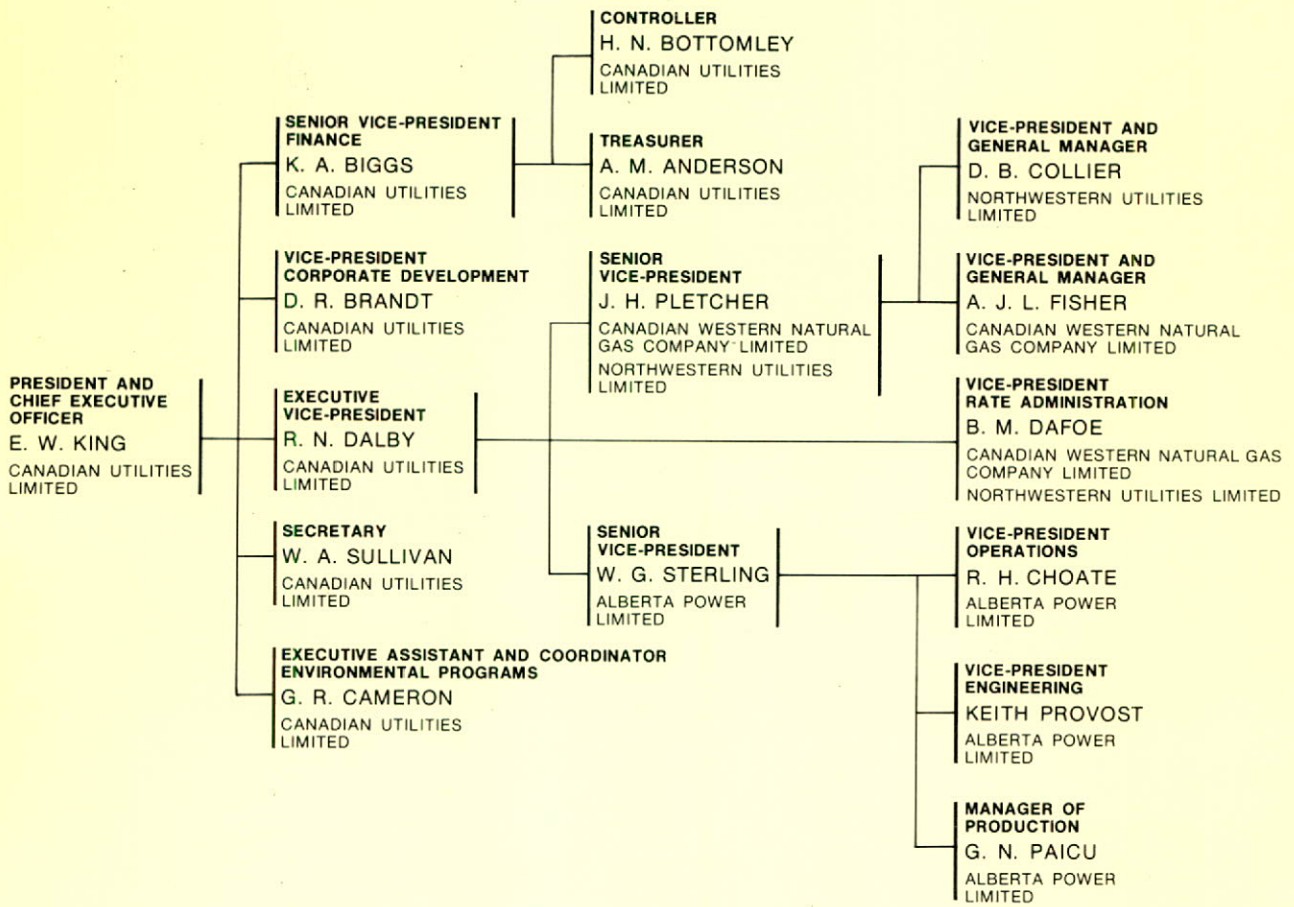 CONTROLLER
H. N. BOTTOMLEY
CANADIAN UTILITIES
LIMITED
SENIOR VICE-PRESIDENT
FINANCE
K. A. BIGGS
CANADIAN UTILITIES
LIMITED
TREASURER
A. M. ANDERSON
CANADIAN UTILITIES
LIMITED
VICE-PRESIDENT AND
GENERAL MANAGER
D. B. COLLIER
NORTHWESTERN UTILITIES
LIMITED
VICE-PRESIDENT
CORPORATE DEVELOPMENT
D. R. BRANDT
CANADIAN UTILITIES
LIMITED
SENIOR
VICE-PRESIDENT
J. H. PLETCHER
CANADIAN WESTERN NATURAL
GAS COMPANY LIMITED
NORTHWESTERN UTILITIES
LIMITED
VICE-PRESIDENT AND
GENERAL MANAGER
A. J. L. FISHER
CANADIAN WESTERN NATURAL
GAS COMPANY LIMITED
PRESIDENT AND
CHIEF EXECUTIVE
OFFICER
E. W. KING
CANADIAN UTILITIES
LIMITED
EXECUTIVE
VICE-PRESIDENT
R. N. DALBY
CANADIAN UTILITIES
LIMITED
VICE-PRESIDENT
RATE ADMINISTRATION
B. M. DAFOE
CANADIAN WESTERN NATURAL GAS
COMPANY LIMITED
NORTHWESTERN UTILITIES LIMITED
SECRETARY
W. A. SULLIVAN
CANADIAN UTILITIES
LIMITED
SENIOR
VICE-PRESIDENT
W. G. STERLING
ALBERTA POWER
LIMITED
VICE-PRESIDENT
OPERATIONS
R. H. CHOATE
ALBERTA POWER
LIMITED
EXECUTIVE ASSISTANT AND COORDINATOR
ENVIRONMENTAL PROGRAMS
G. R. CAMERON
CANADIAN UTILITIES
LIMITED
VICE-PRESIDENT
ENGINEERING
KEITH PROVOST
ALBERTA POWER
LIMITED
MANAGER OF
PRODUCTION
G. N. PAICU
ALBERTA POWER
LIMITED